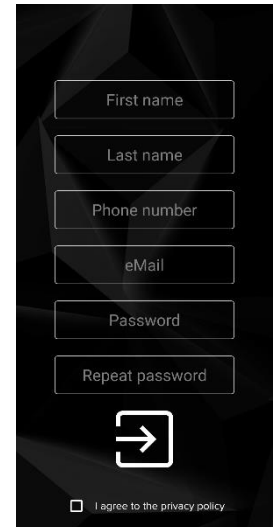 First name
Last name
Phone number
eMail
Password
Repeat password
I agree to the privacy policy